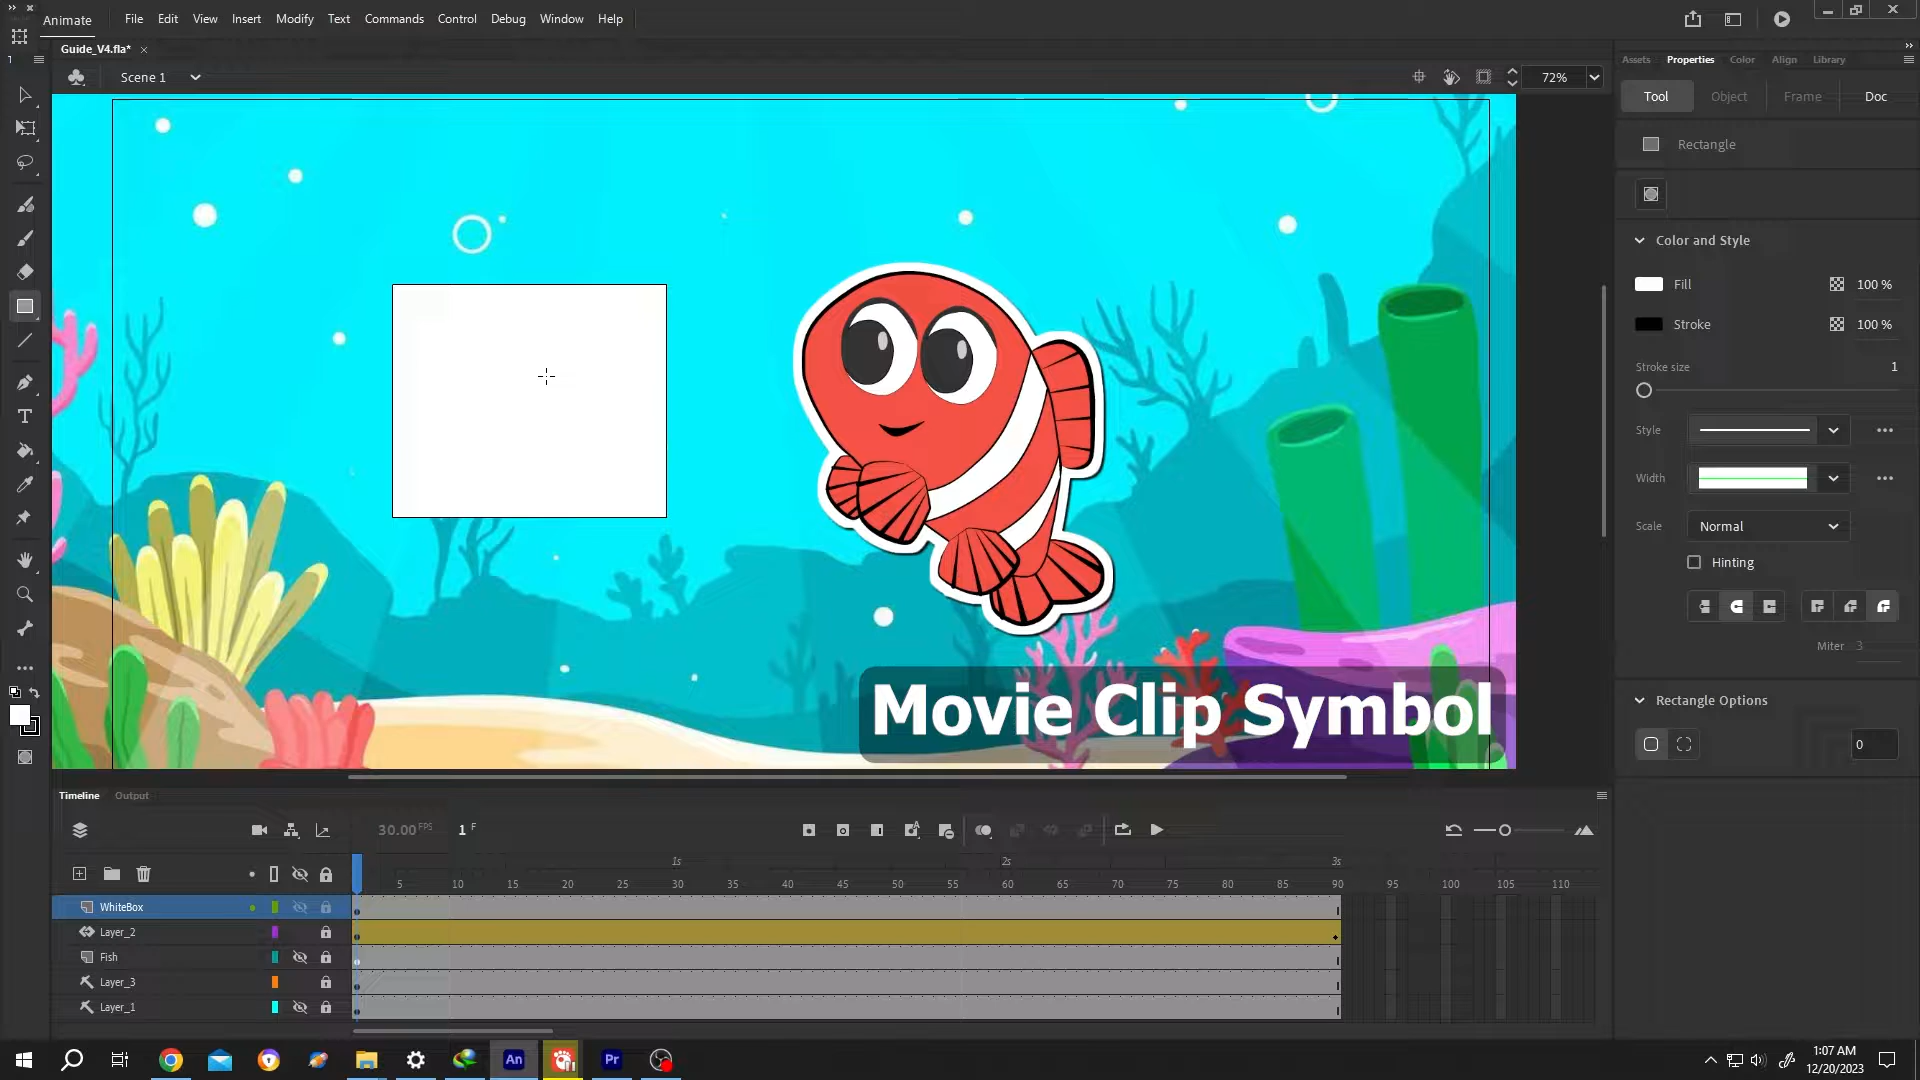 Animate
File Edit View Insert Modify Text Commands Control Debug Window Help
Guide_V4.fla*
Scene 1
72%
1
Assets Properties Color Align Library
Tool Object Frame Doc
Rectangle
Color and Style
Fill 100 %
Stroke 100 %
Stroke size 1
Style
Width
Scale Normal
Hinting
Miter 3
Rectangle Options
0
Movie Clip Symbol
Timeline Output
30.00 FPS 1 F
1s 2s 3s
5 10 15 20 25 30 35 40 45 50 55 60 65 70 75 80 85 90 95 100 105 110
WhiteBox
Layer_2
Fish
Layer_3
Layer_1
An
Pr
1:07 AM
12/20/2023